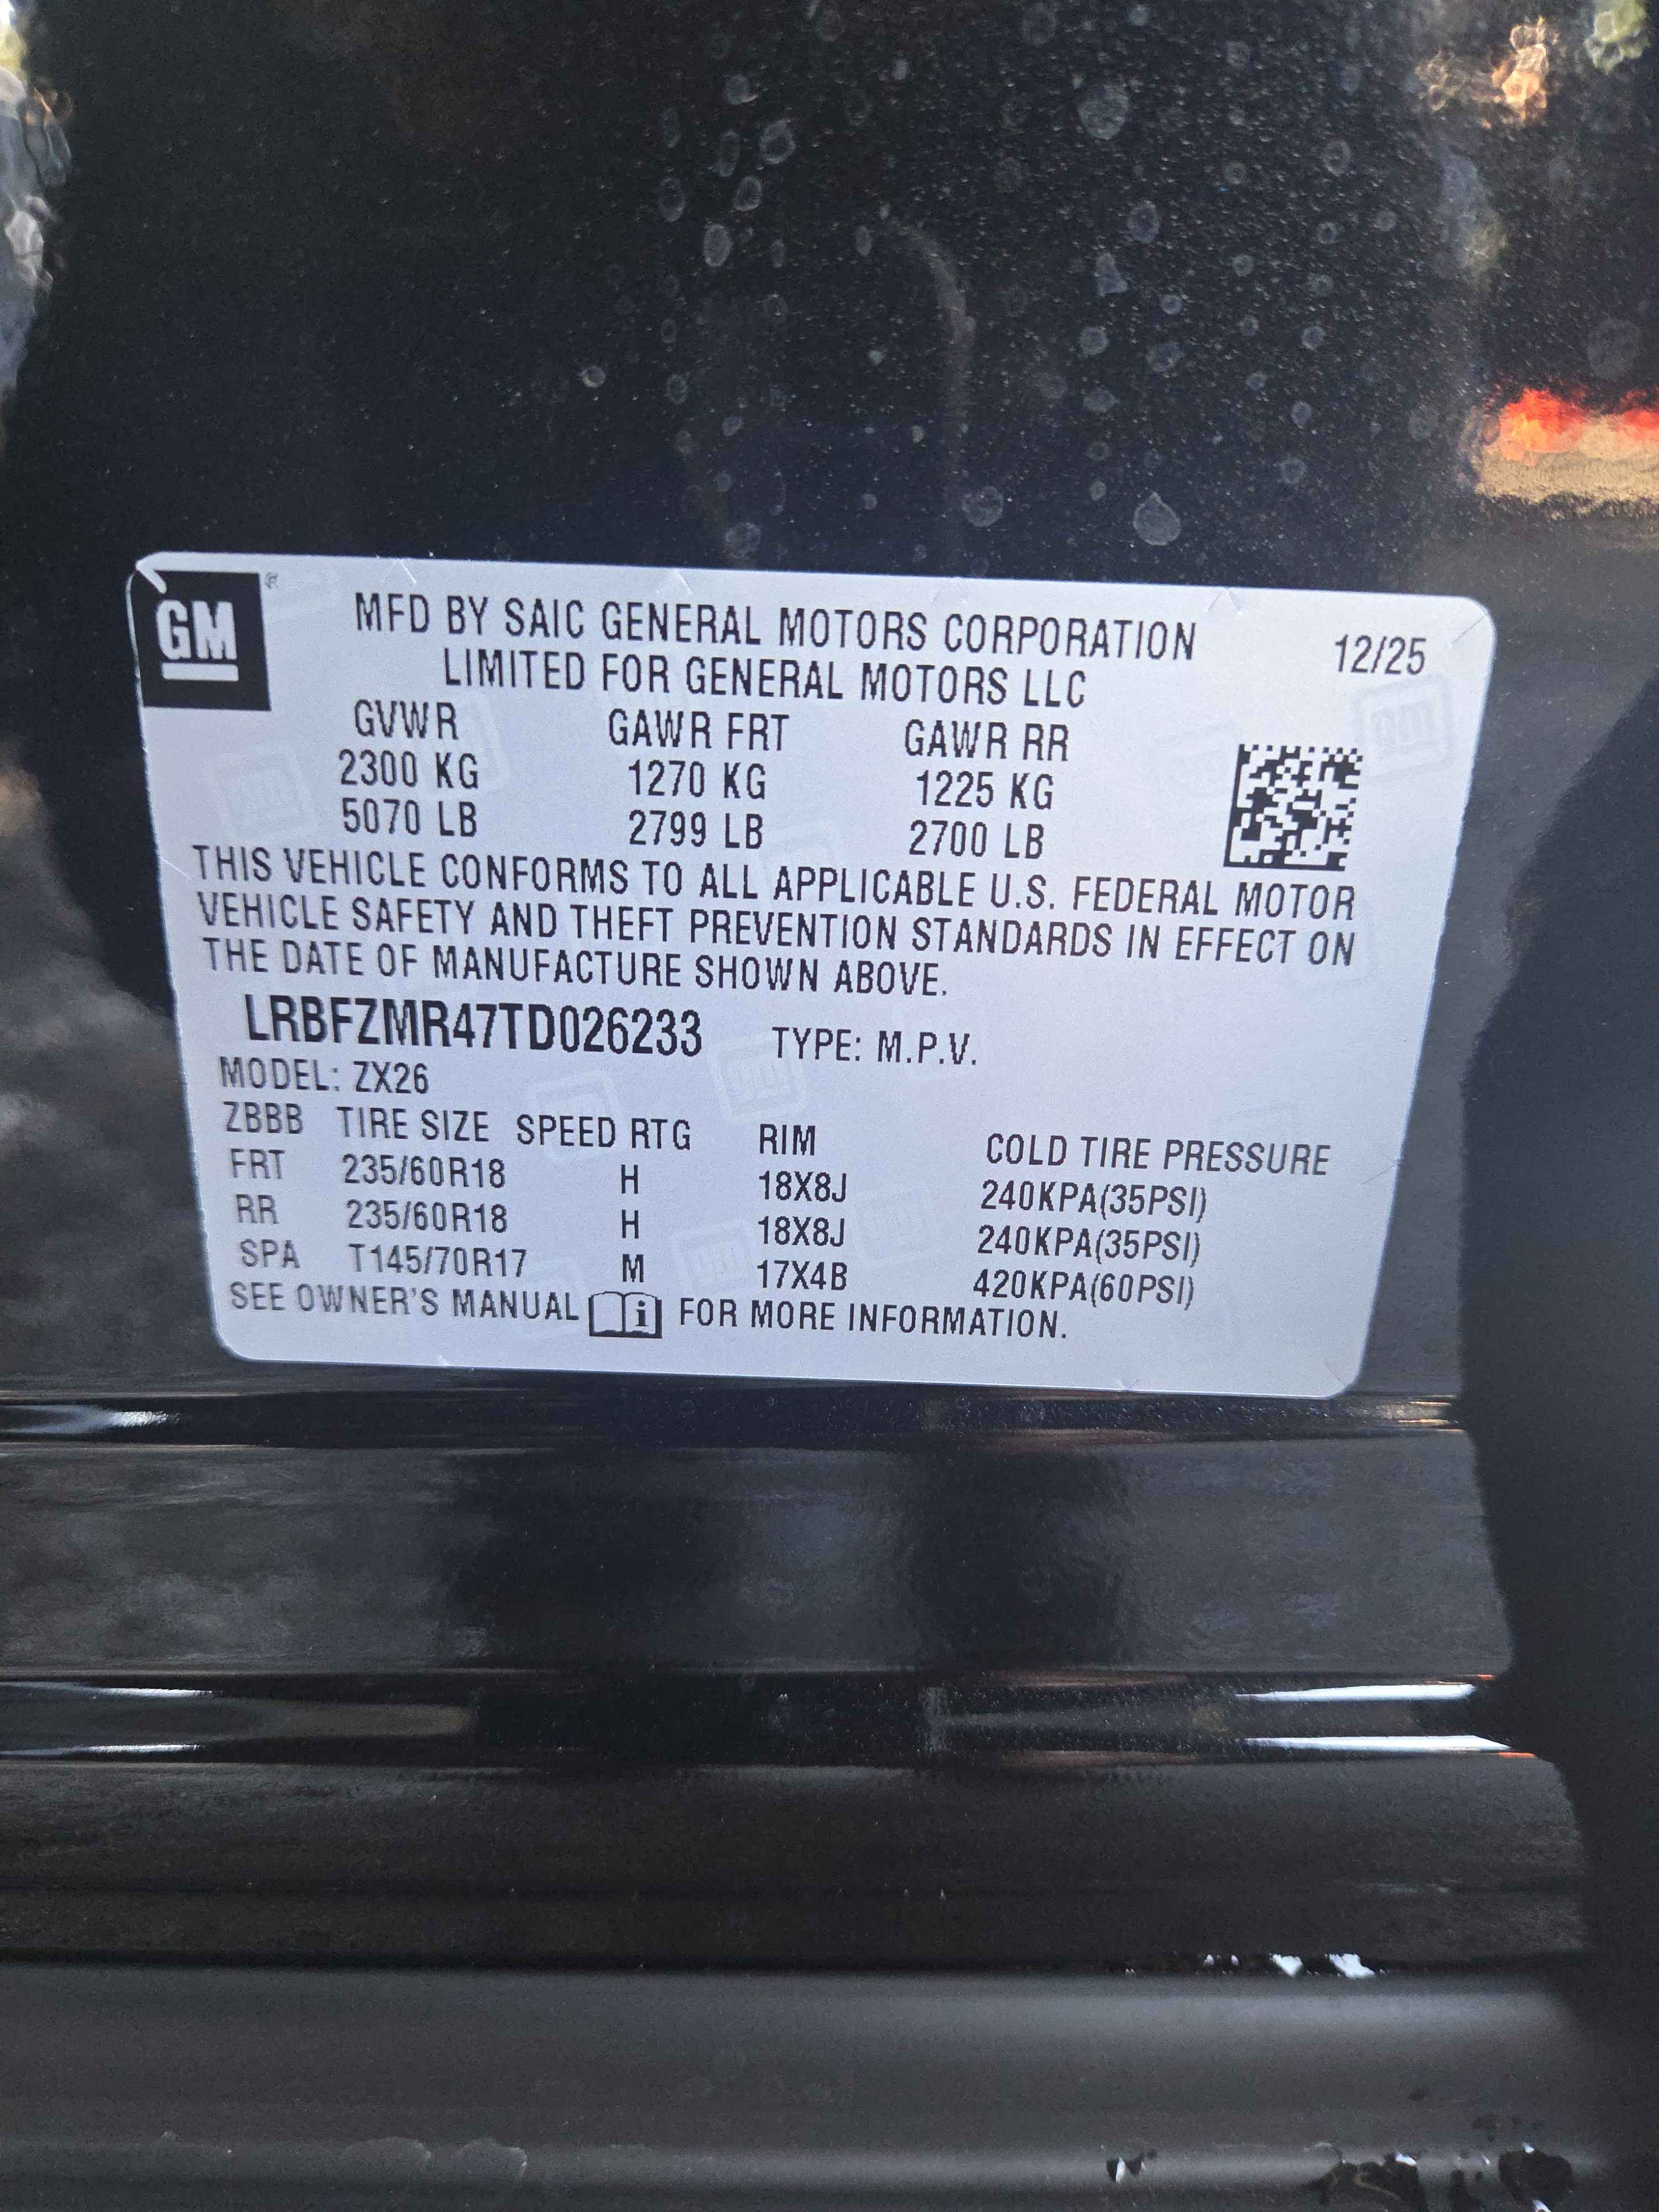 GM ®
MFD BY SAIC GENERAL MOTORS CORPORATION 12/25
LIMITED FOR GENERAL MOTORS LLC
GVWR GAWR FRT GAWR RR
2300 KG 1270 KG 1225 KG
5070 LB 2799 LB 2700 LB
THIS VEHICLE CONFORMS TO ALL APPLICABLE U.S. FEDERAL MOTOR
VEHICLE SAFETY AND THEFT PREVENTION STANDARDS IN EFFECT ON
THE DATE OF MANUFACTURE SHOWN ABOVE.
LRBFZMR47TD026233 TYPE: M.P.V.
MODEL: ZX26
ZBBB TIRE SIZE SPEED RTG RIM COLD TIRE PRESSURE
FRT 235/60R18 H 18X8J 240KPA(35PSI)
RR 235/60R18 H 18X8J 240KPA(35PSI)
SPA T145/70R17 M 17X4B 420KPA(60PSI)
SEE OWNER'S MANUAL i FOR MORE INFORMATION.